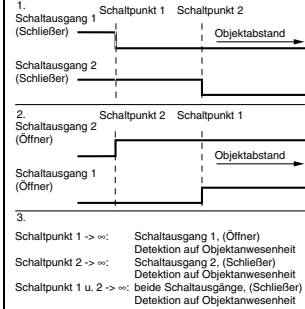 1.
Schaltpunkt 1 Schaltpunkt 2
Schaltausgang 1
(Schließer)
Objektabstand
Schaltausgang 2
(Schließer)
2.
Schaltpunkt 2 Schaltpunkt 1
Schaltausgang 2
(Öffner)
Objektabstand
Schaltausgang 1
(Öffner)
3.
Schaltpunkt 1 -> ∞: Schaltausgang 1, (Öffner)
Detektion auf Objektanwesenheit
Schaltpunkt 2 -> ∞: Schaltausgang 2, (Schließer)
Detektion auf Objektanwesenheit
Schaltpunkt 1 u. 2 -> ∞: beide Schaltausgänge, (Schließer)
Detektion auf Objektanwesenheit